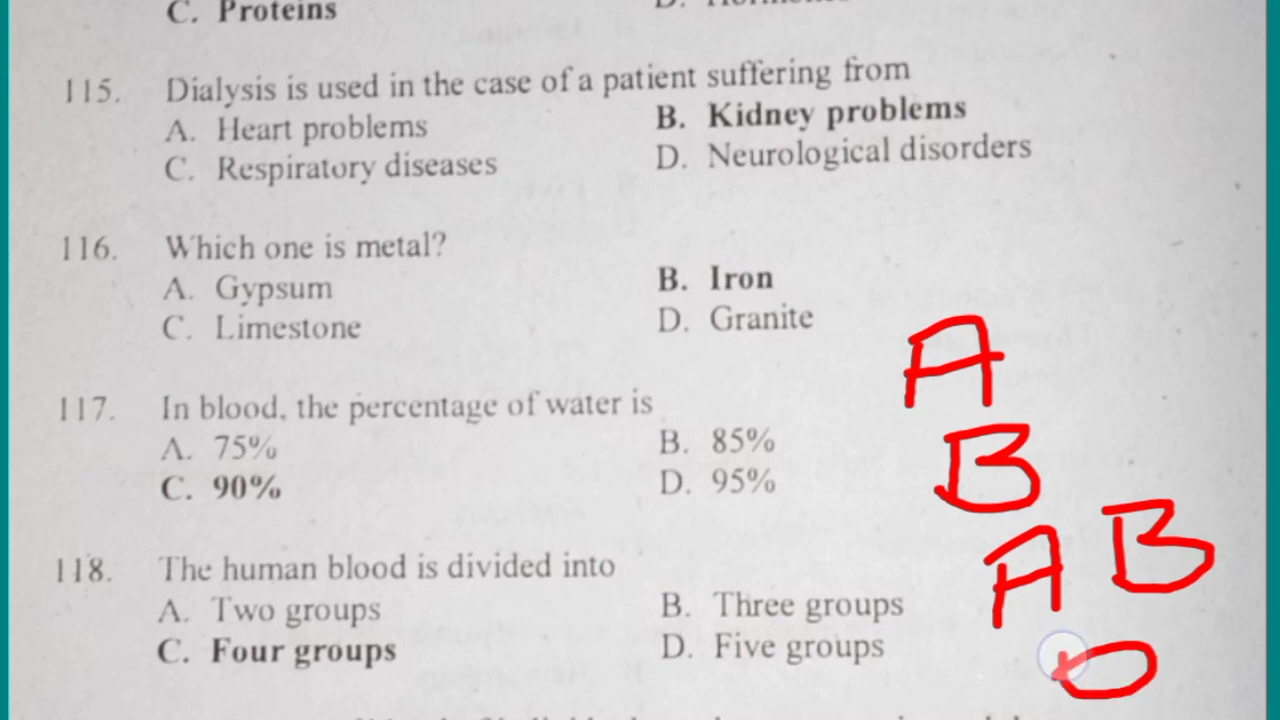 C. Proteins
115. Dialysis is used in the case of a patient suffering from
A. Heart problems B. Kidney problems
C. Respiratory diseases D. Neurological disorders
116. Which one is metal?
A. Gypsum B. Iron
C. Limestone D. Granite
A
117. In blood, the percentage of water is
A. 75% B. 85%
C. 90% D. 95%
B
118. The human blood is divided into
A B
A. Two groups B. Three groups
C. Four groups D. Five groups
O